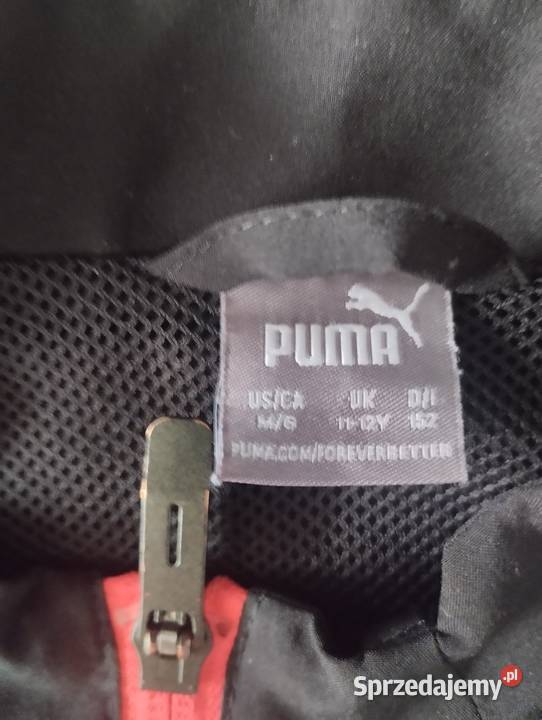 PUMA
US/CA UK D/I
M/G 11-12Y 152
PUMA.COM/FOREVERBETTER
Sprzedajemy.pl